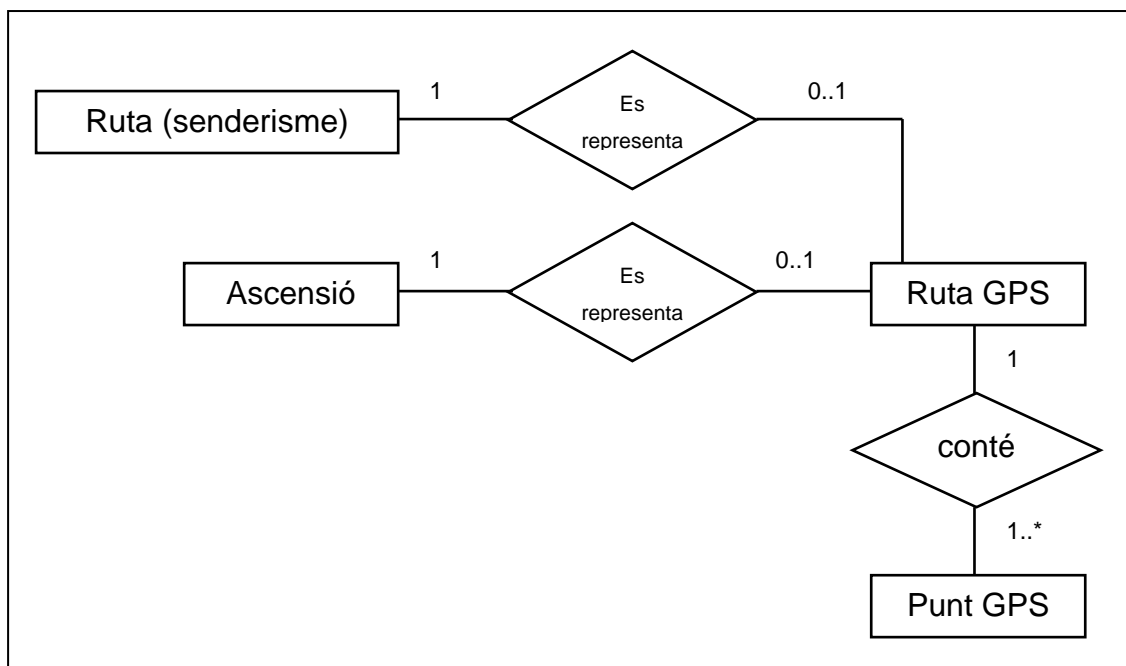 1
Es
representa
0..1
Ruta (senderisme)
1
Es
representa
0..1
Ascensió
Ruta GPS
1
conté
1..*
Punt GPS